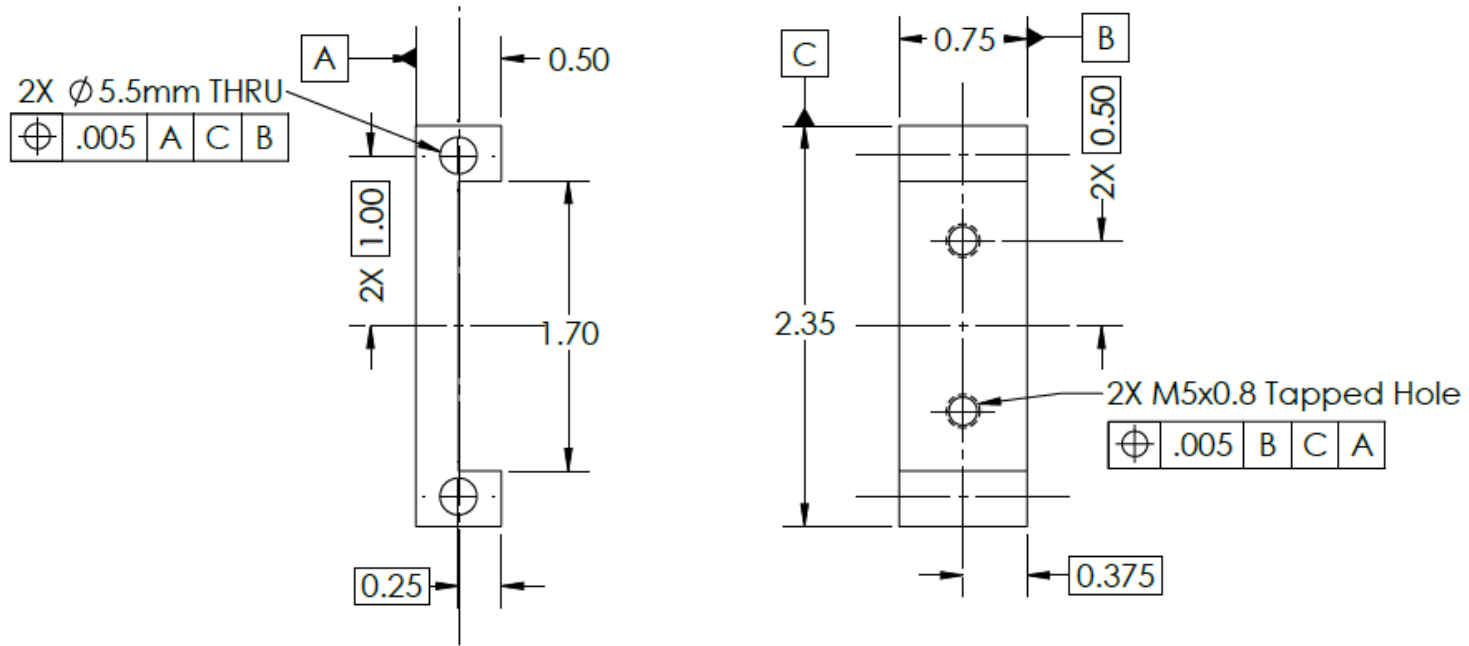 A
0.50
2X ⌀5.5mm THRU
⌖ .005 A C B
2X 1.00
1.70
0.25
C
0.75
B
2X 0.50
2.35
2X M5x0.8 Tapped Hole
⌖ .005 B C A
0.375